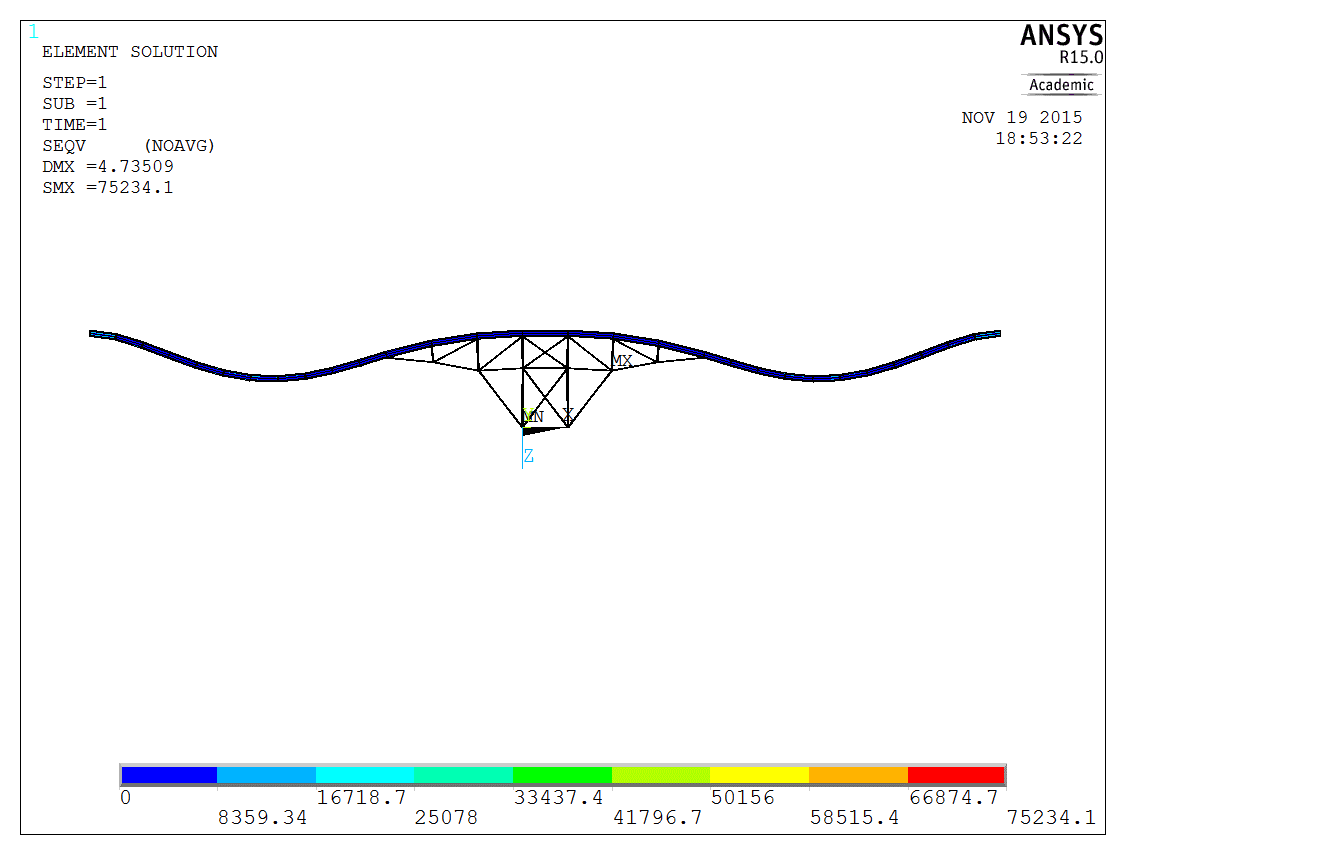 1
ELEMENT SOLUTION
STEP=1
SUB =1
TIME=1
SEQV     (NOAVG)
DMX =4.73509
SMX =75234.1
ANSYS
R15.0
Academic
NOV 19 2015
18:53:22
MX
MN X
Z
0 16718.7 33437.4 50156 66874.7
8359.34 25078 41796.7 58515.4 75234.1